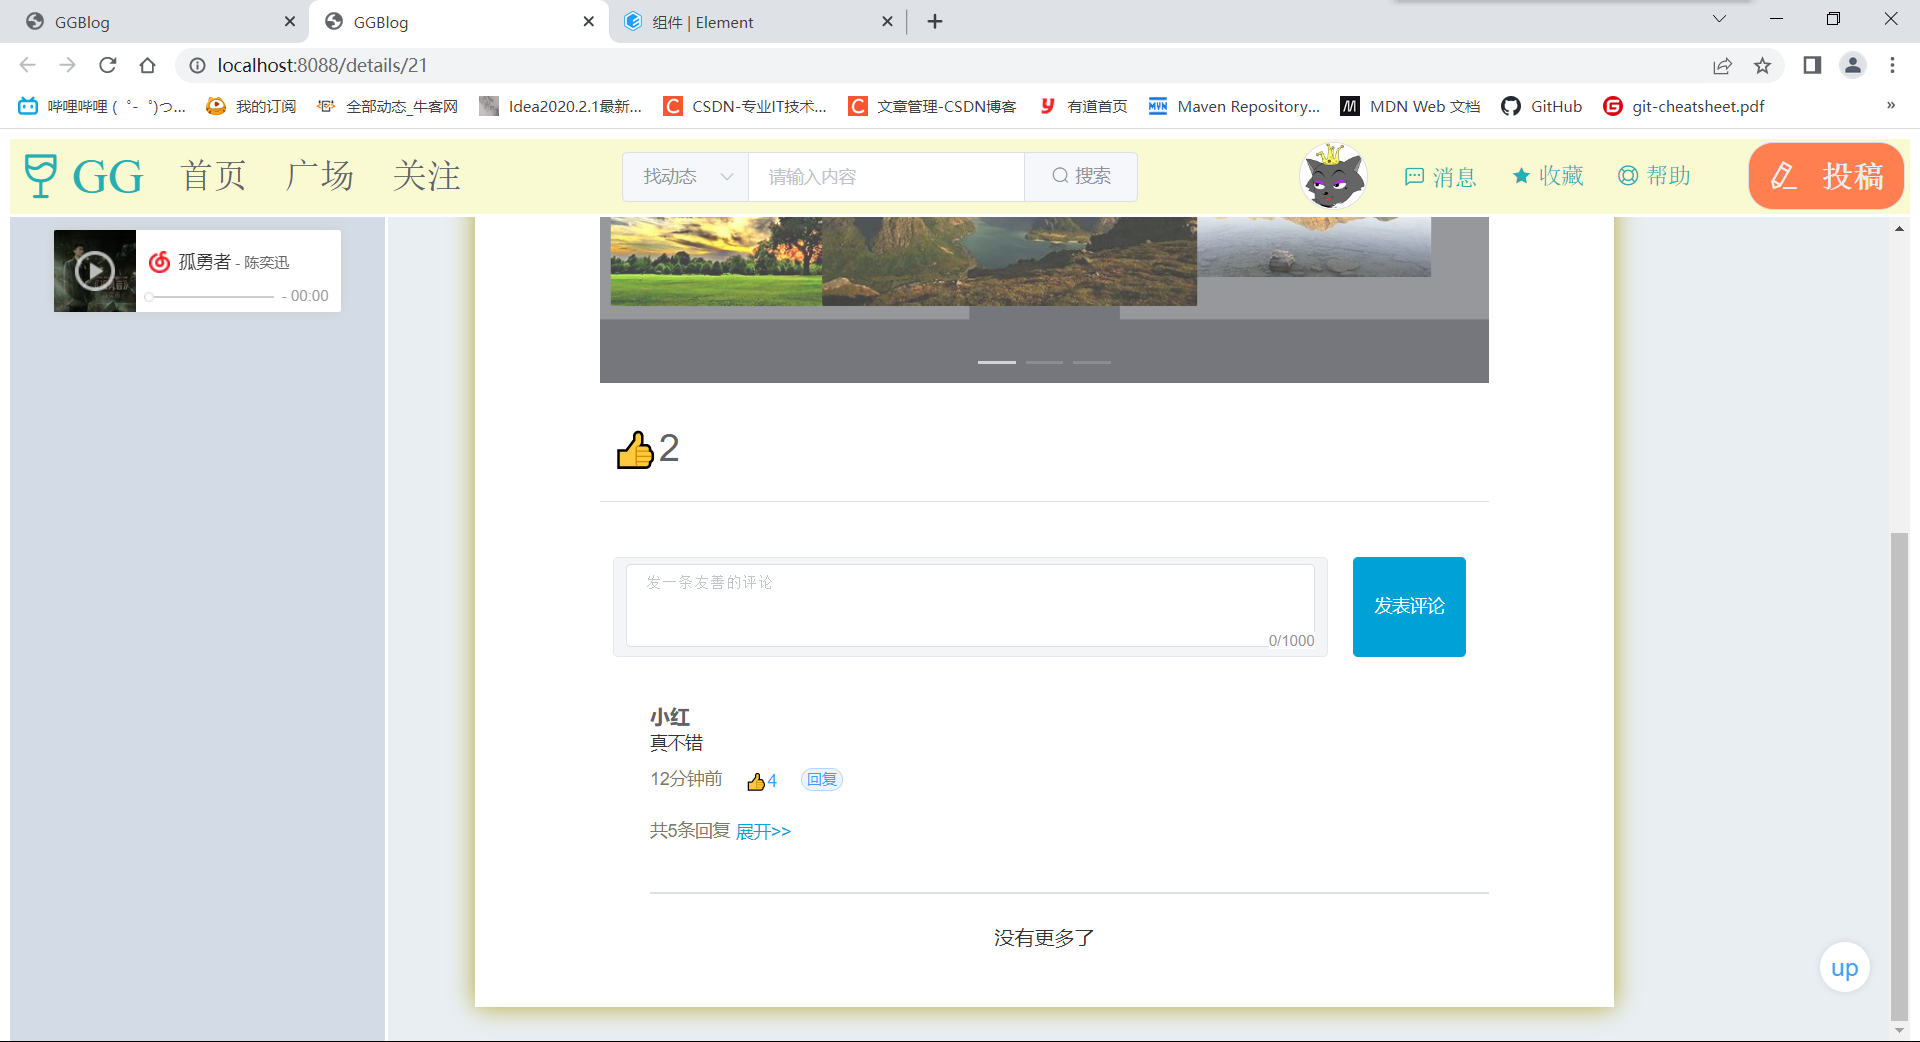 GGBlog
GGBlog
组件 | Element
localhost:8088/details/21
哔哩哔哩 ( ゜- ゜)つ...
我的订阅
全部动态_牛客网
Idea2020.2.1最新...
CSDN-专业IT技术...
文章管理-CSDN博客
有道首页
Maven Repository...
MDN Web 文档
GitHub
git-cheatsheet.pdf
»
GG
首页
广场
关注
找动态
请输入内容
搜索
消息
收藏
帮助
投稿
孤勇者 - 陈奕迅
- 00:00
2
发一条友善的评论
0/1000
发表评论
小红
真不错
12分钟前
4
回复
共5条回复 展开>>
没有更多了
up